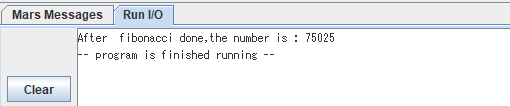 Mars Messages Run I/O
After  fibonacci done,the number is : 75025
-- program is finished running --
Clear